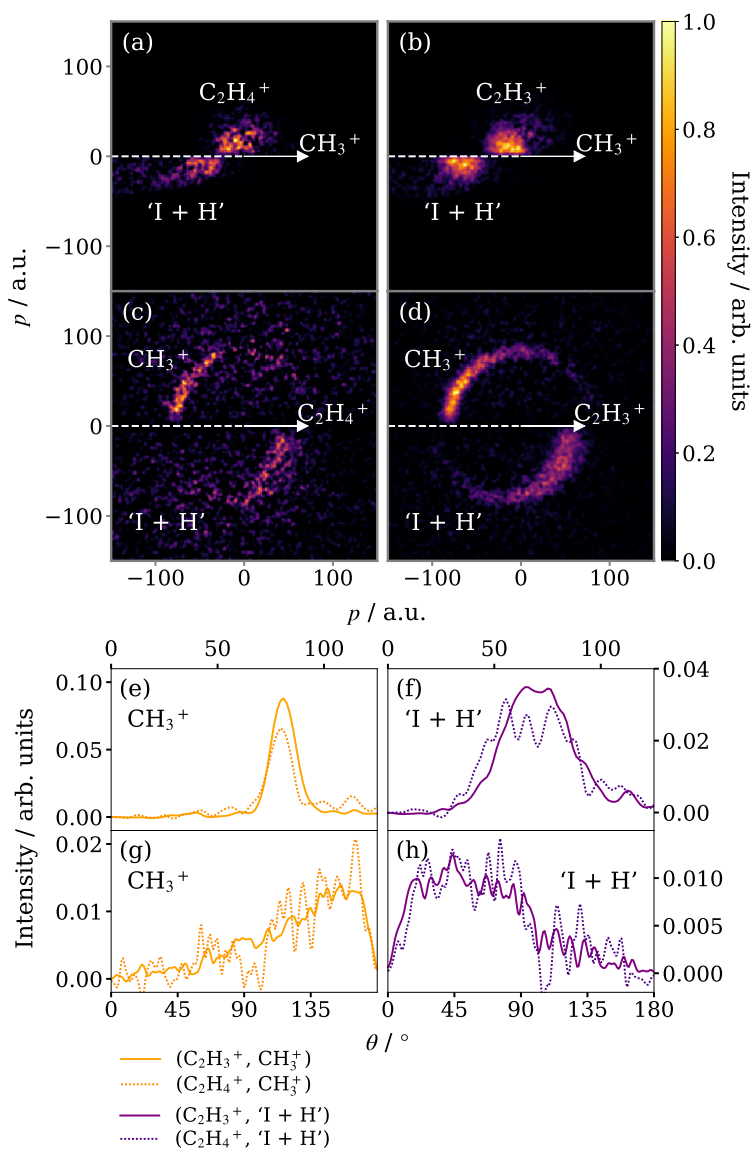 (a)
C₂H₄⁺
CH₃⁺
‘I + H’
100
0
−100
(b)
C₂H₃⁺
CH₃⁺
‘I + H’
p / a.u.
(c)
CH₃⁺
C₂H₄⁺
‘I + H’
100
0
−100
−100
0
100
(d)
CH₃⁺
C₂H₃⁺
‘I + H’
−100
0
100
p / a.u.
1.0
0.8
0.6
0.4
0.2
0.0
Intensity / arb. units
0
50
100
0
50
100
(e)
CH₃⁺
0.10
0.05
0.00
(f)
‘I + H’
0.04
0.02
0.00
Intensity / arb. units
(g)
CH₃⁺
0.02
0.01
0.00
0
45
90
135
(h)
‘I + H’
0.010
0.005
0.000
0
45
90
135
180
θ / °
(C₂H₃⁺, CH₃⁺)
(C₂H₄⁺, CH₃⁺)
(C₂H₃⁺, ‘I + H’)
(C₂H₄⁺, ‘I + H’)